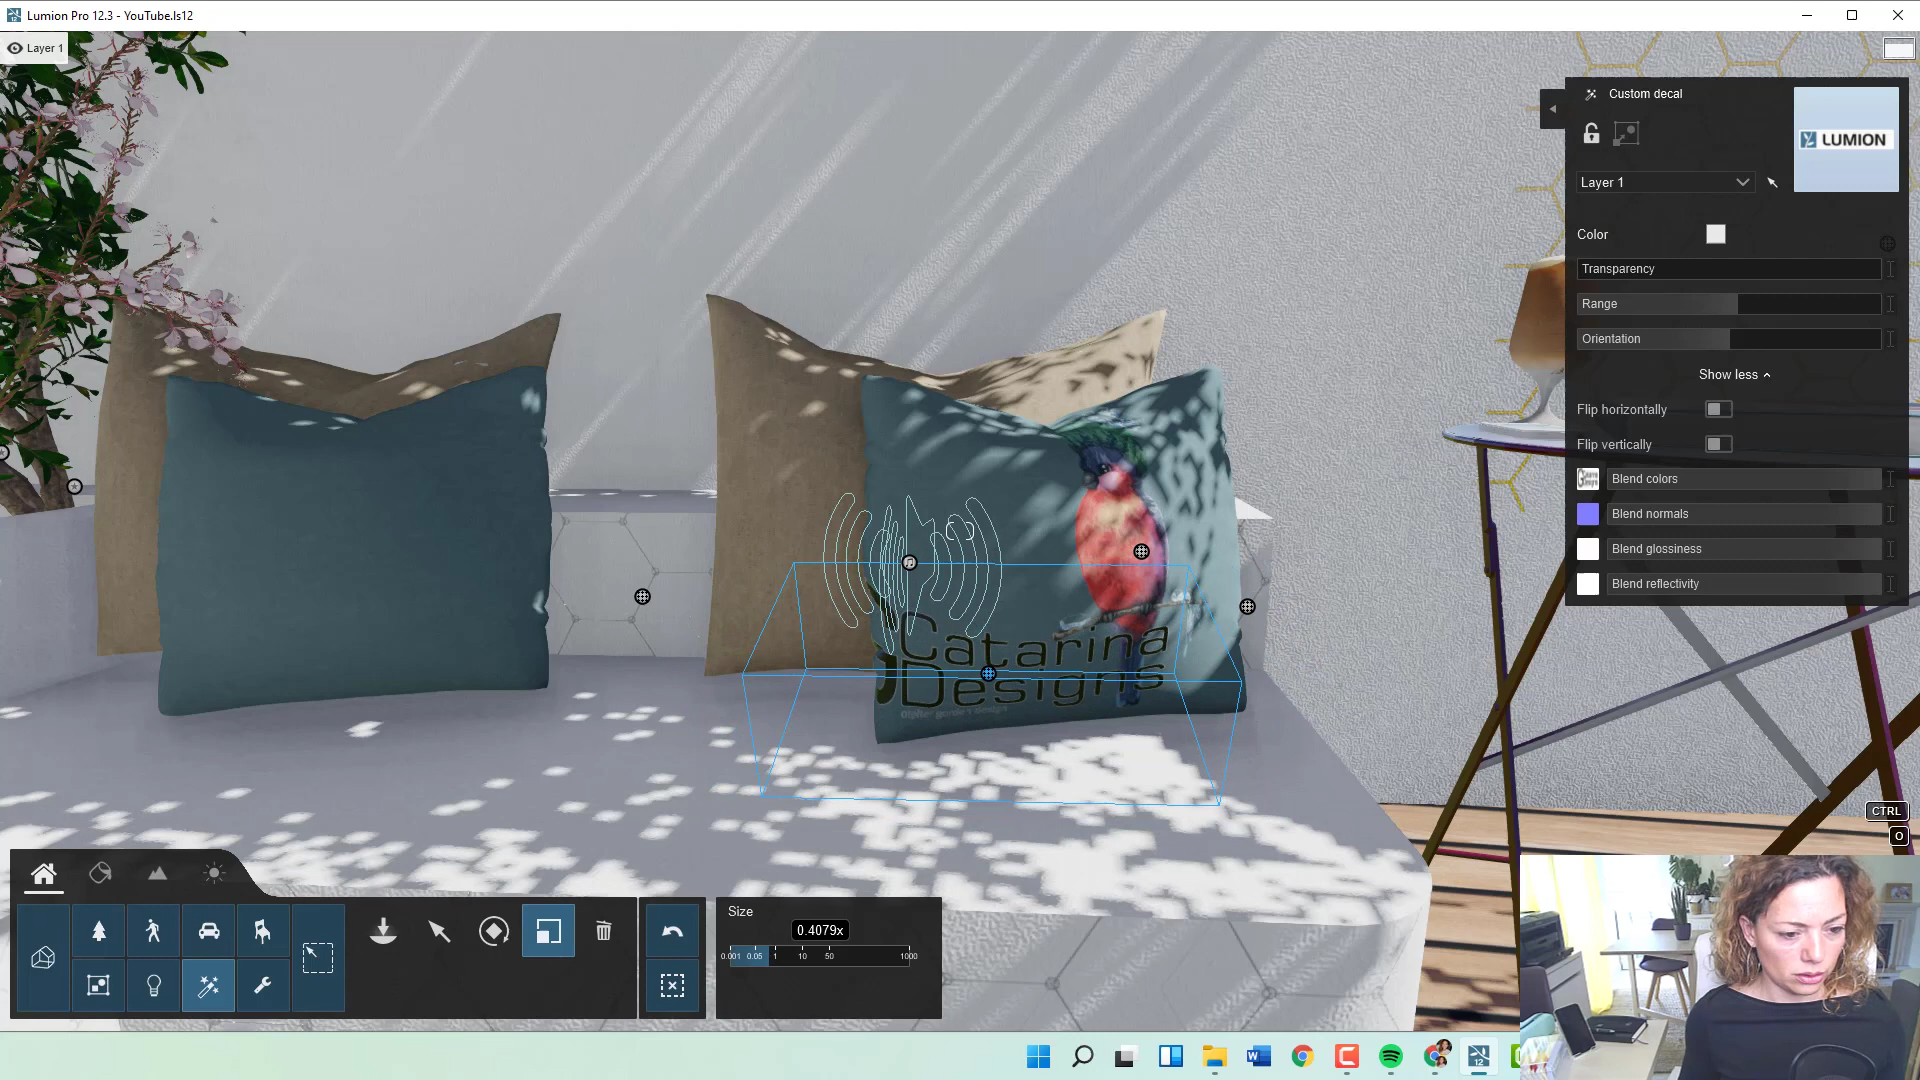 Lumion Pro 12.3 - YouTube.ls12
Layer 1
Custom decal
LUMION
Layer 1
Color
Transparency
Range
Orientation
Show less
Flip horizontally
Flip vertically
Blend colors
Blend normals
Blend glossiness
Blend reflectivity
Catarina
Designs
CTRL
O
Size
0.4079x
0.001 0.05 1 10 50 1000
W
12